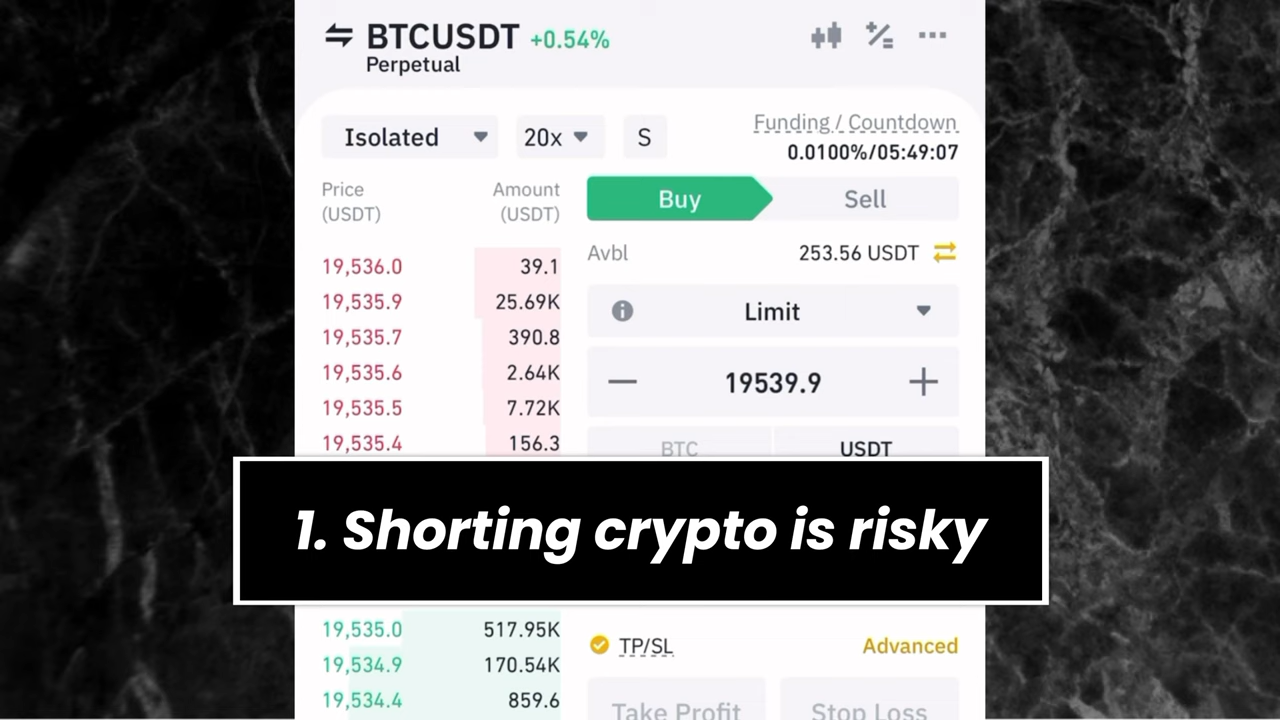 BTCUSDT +0.54%
Perpetual
Isolated 20x S
Funding / Countdown
0.0100%/05:49:07
Price (USDT) Amount (USDT)
Buy Sell
Avbl 253.56 USDT
19,536.0 39.1
19,535.9 25.69K
Limit
19,535.7 390.8
19,535.6 2.64K
19539.9
19,535.5 7.72K
19,535.4 156.3
BTC USDT
1. Shorting crypto is risky
19,535.0 517.95K
TP/SL Advanced
19,534.9 170.54K
19,534.4 859.6
Take Profit Stop Loss